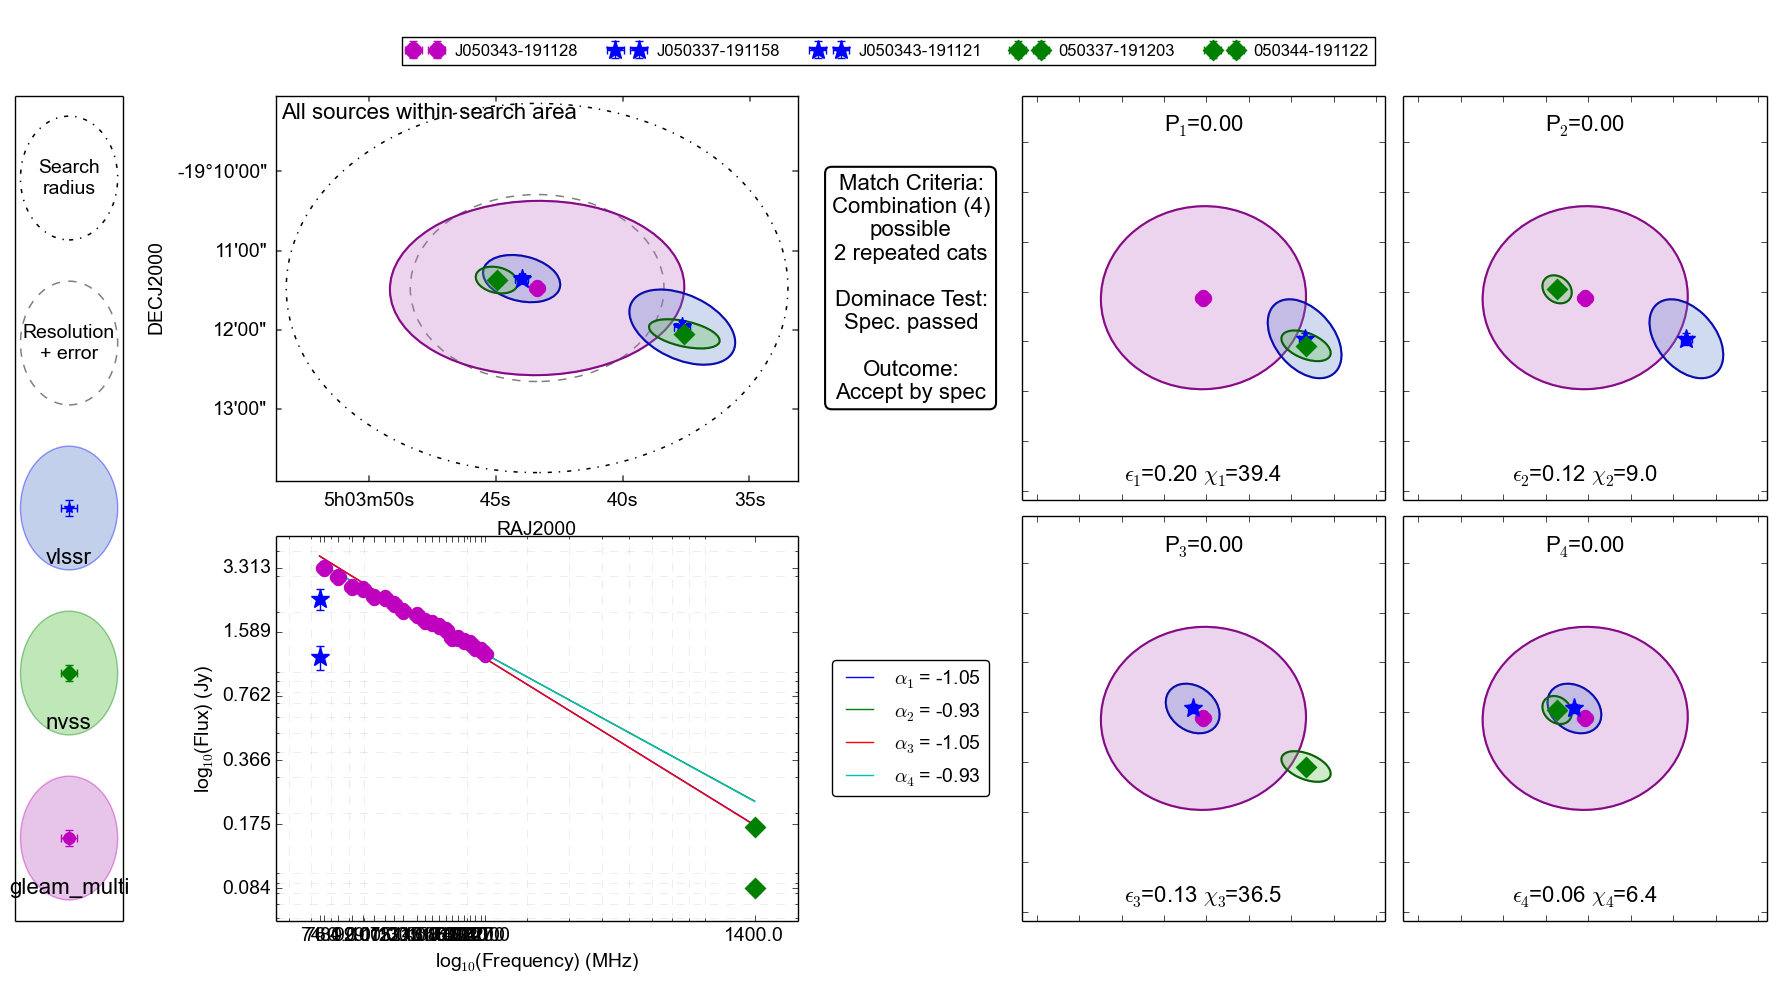 J050343-191128 J050337-191158 J050343-191121 050337-191203 050344-191122
Search
radius
Resolution
+ error
vlssr
nvss
gleam_multi
All sources within search area
-19°10'00"
11'00"
12'00"
13'00"
DECJ2000
5h03m50s 45s 40s 35s
RAJ2000
Match Criteria:
Combination (4)
possible
2 repeated cats
Dominace Test:
Spec. passed
Outcome:
Accept by spec
P1=0.00
ϵ1=0.20 χ1=39.4
P2=0.00
ϵ2=0.12 χ2=9.0
P3=0.00
ϵ3=0.13 χ3=36.5
P4=0.00
ϵ4=0.06 χ4=6.4
3.313
1.589
0.762
0.366
0.175
0.084
log10(Flux) (Jy)
1400.0
log10(Frequency) (MHz)
α1 = -1.05
α2 = -0.93
α3 = -1.05
α4 = -0.93